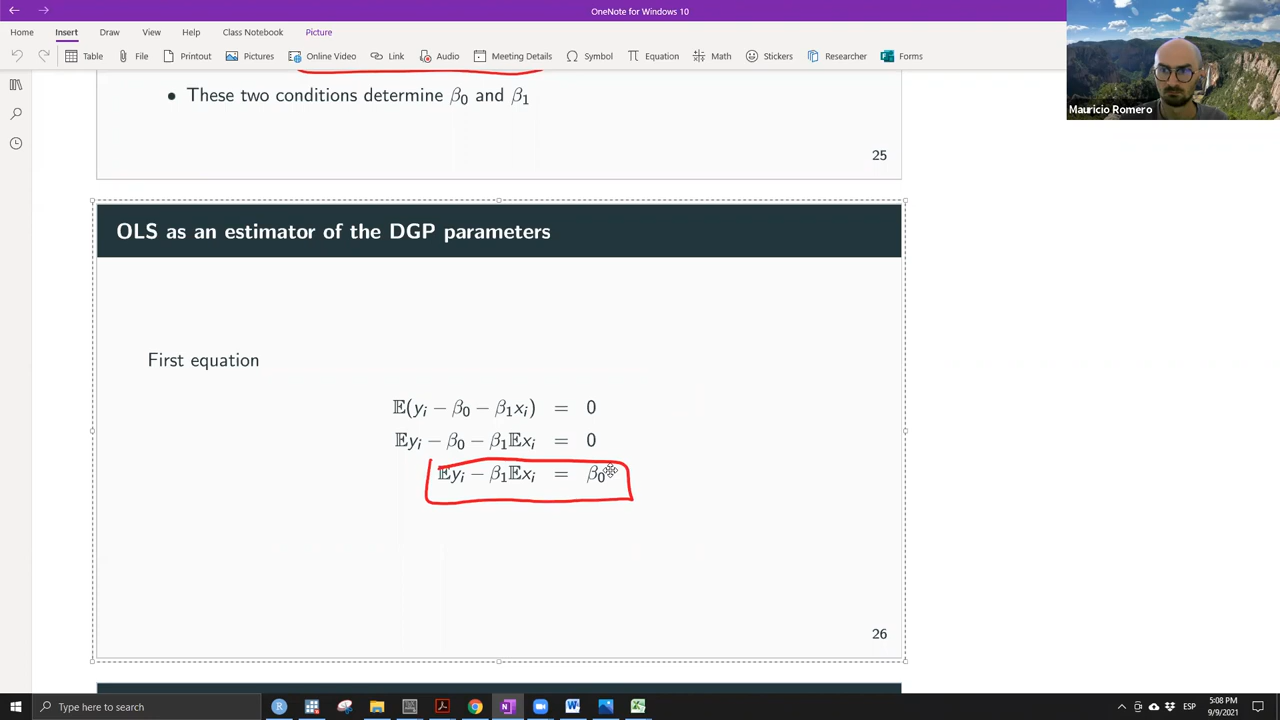 OneNote for Windows 10
Home Insert Draw View Help Class Notebook Picture
Table File Printout Pictures Online Video Link Audio Meeting Details Symbol Equation Math Stickers Researcher Forms
Mauricio Romero
• These two conditions determine β0 and β1
25
OLS as an estimator of the DGP parameters
First equation
𝔼(yi − β0 − β1xi) = 0
𝔼yi − β0 − β1𝔼xi = 0
𝔼yi − β1𝔼xi = β0
26
Type here to search
ESP
5:08 PM
9/9/2021